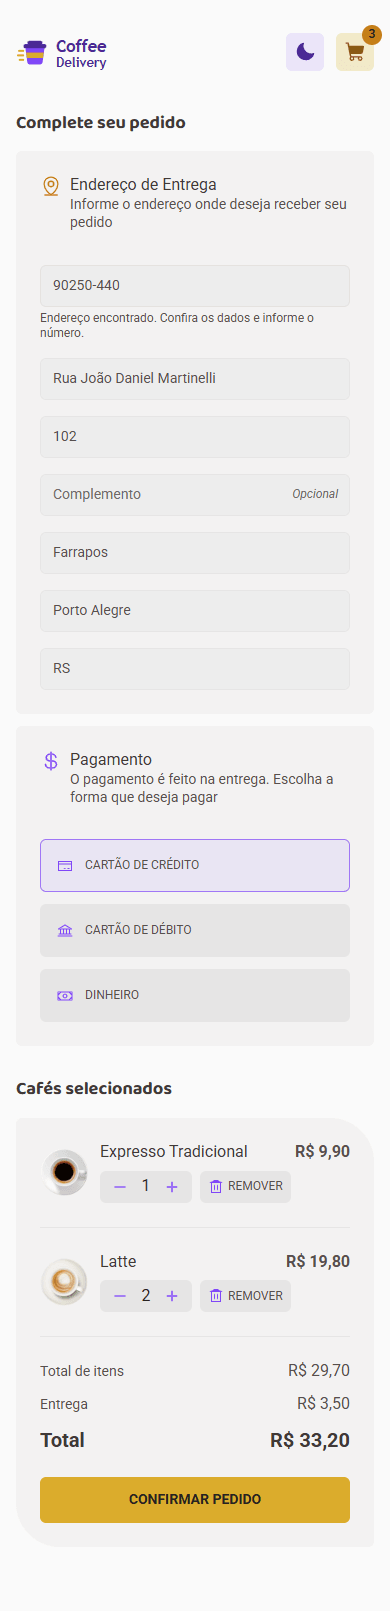 Coffee
Delivery
3
Complete seu pedido
Endereço de Entrega
Informe o endereço onde deseja receber seu
pedido
90250-440
Endereço encontrado. Confira os dados e informe o
número.
Rua João Daniel Martinelli
102
Complemento Opcional
Farrapos
Porto Alegre
RS
Pagamento
O pagamento é feito na entrega. Escolha a
forma que deseja pagar
CARTÃO DE CRÉDITO
CARTÃO DE DÉBITO
DINHEIRO
Cafés selecionados
Expresso Tradicional R$ 9,90
1 REMOVER
Latte R$ 19,80
2 REMOVER
Total de itens R$ 29,70
Entrega R$ 3,50
Total R$ 33,20
CONFIRMAR PEDIDO